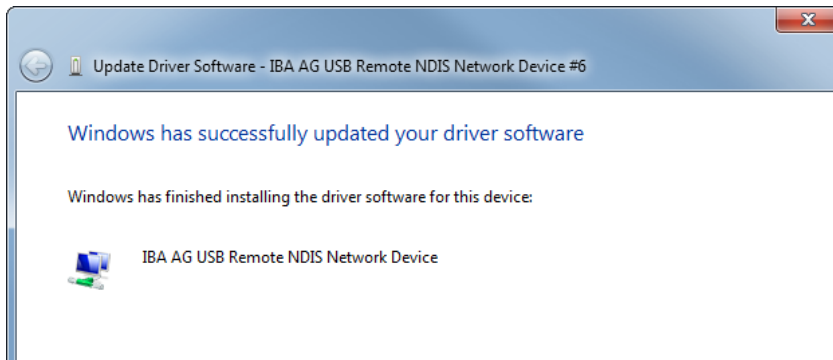 Update Driver Software - IBA AG USB Remote NDIS Network Device #6
Windows has successfully updated your driver software
Windows has finished installing the driver software for this device:
IBA AG USB Remote NDIS Network Device